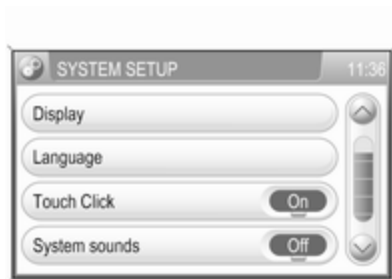 SYSTEM SETUP 11:36
Display
Language
Touch Click On
System sounds Off